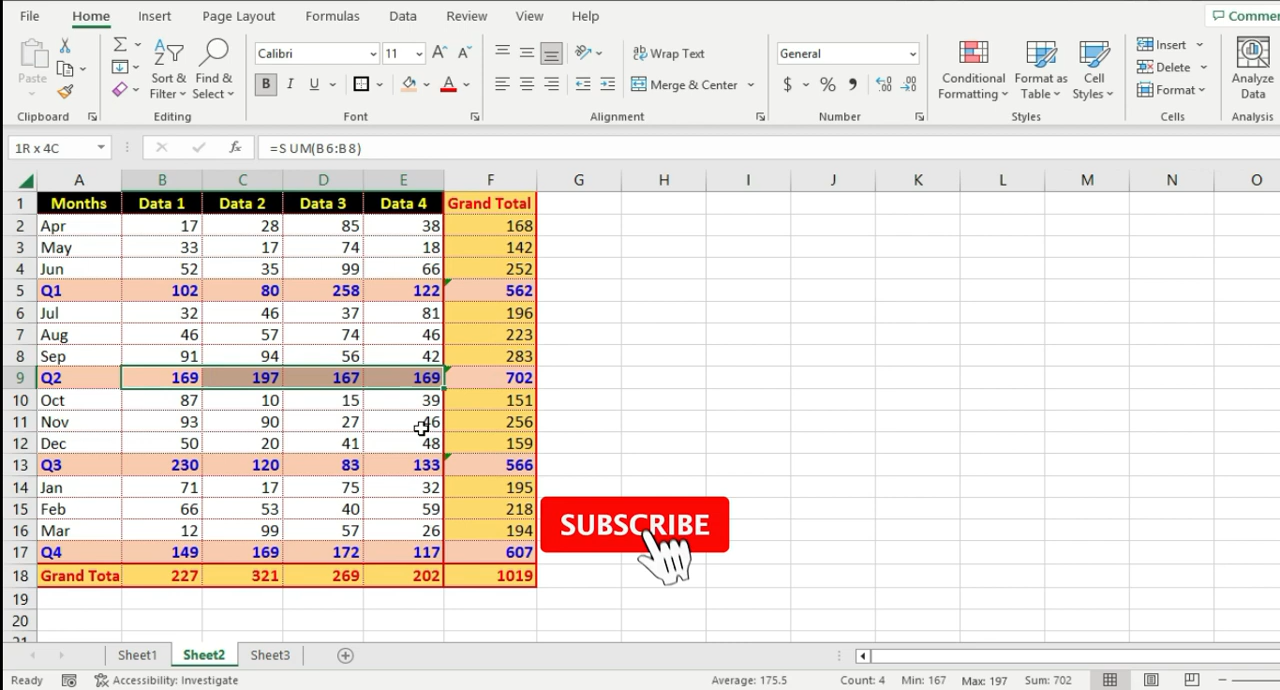 File Home Insert Page Layout Formulas Data Review View Help Comme
Paste Sort & Filter Find & Select Calibri 11 A^ Aˇ B I U A ab Wrap Text Merge & Center General $ % 9 Conditional Formatting Format as Table Cell Styles Insert Delete Format Analyze Data
Clipboard Editing Font Alignment Number Styles Cells Analysis
1R x 4C fx =SUM(B6:B8)
A B C D E F G H I J K L M N O
1 Months Data 1 Data 2 Data 3 Data 4 Grand Total
2 Apr 17 28 85 38 168
3 May 33 17 74 18 142
4 Jun 52 35 99 66 252
5 Q1 102 80 258 122 562
6 Jul 32 46 37 81 196
7 Aug 46 57 74 46 223
8 Sep 91 94 56 42 283
9 Q2 169 197 167 169 702
10 Oct 87 10 15 39 151
11 Nov 93 90 27 46 256
12 Dec 50 20 41 48 159
13 Q3 230 120 83 133 566
14 Jan 71 17 75 32 195
15 Feb 66 53 40 59 218
16 Mar 12 99 57 26 194
SUBSCRIBE
17 Q4 149 169 172 117 607
18 Grand Tota 227 321 269 202 1019
19
20
21
Sheet1 Sheet2 Sheet3
Ready Accessibility: Investigate Average: 175.5 Count: 4 Min: 167 Max: 197 Sum: 702